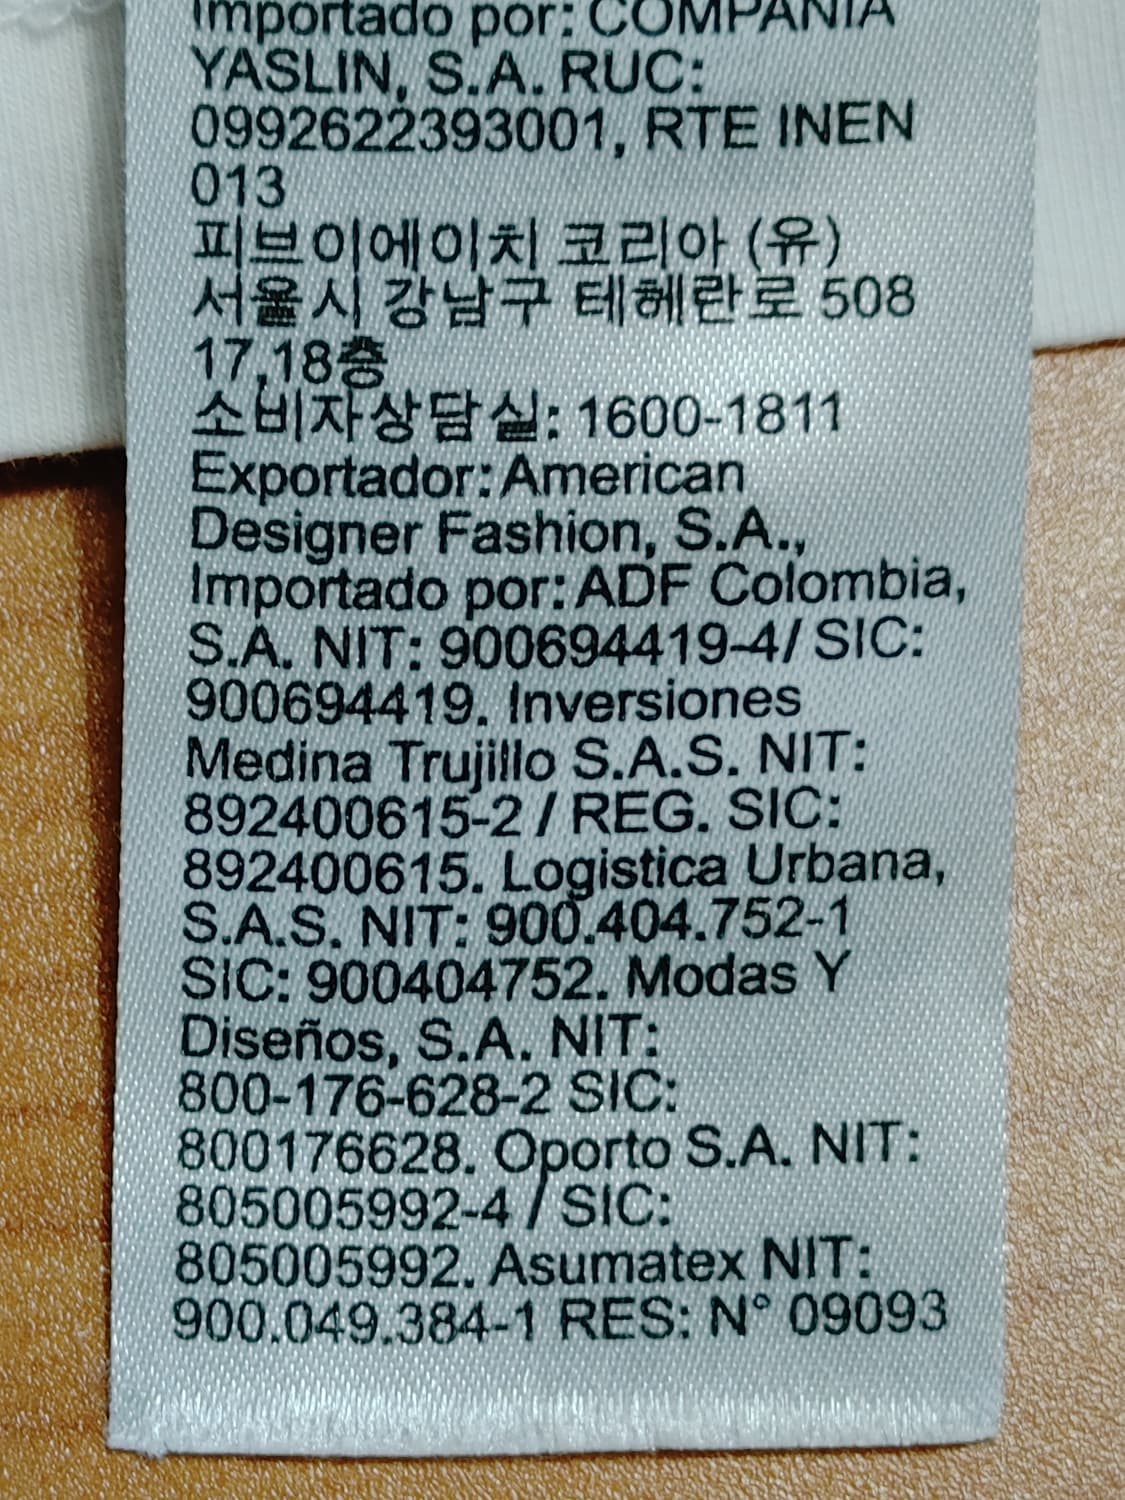 Importado por: COMPANIA
YASLIN, S.A. RUC:
0992622393001, RTE INEN
013
피브이에이치 코리아 (유)
서울시 강남구 테헤란로 508
17,18층
소비자상담실: 1600-1811
Exportador: American
Designer Fashion, S.A.,
Importado por: ADF Colombia,
S.A. NIT: 900694419-4/ SIC:
900694419. Inversiones
Medina Trujillo S.A.S. NIT:
892400615-2 / REG. SIC:
892400615. Logistica Urbana,
S.A.S. NIT: 900.404.752-1
SIC: 900404752. Modas Y
Diseños, S.A. NIT:
800-176-628-2 SIC:
800176628. Oporto S.A. NIT:
805005992-4 / SIC:
805005992. Asumatex NIT:
900.049.384-1 RES: N° 09093